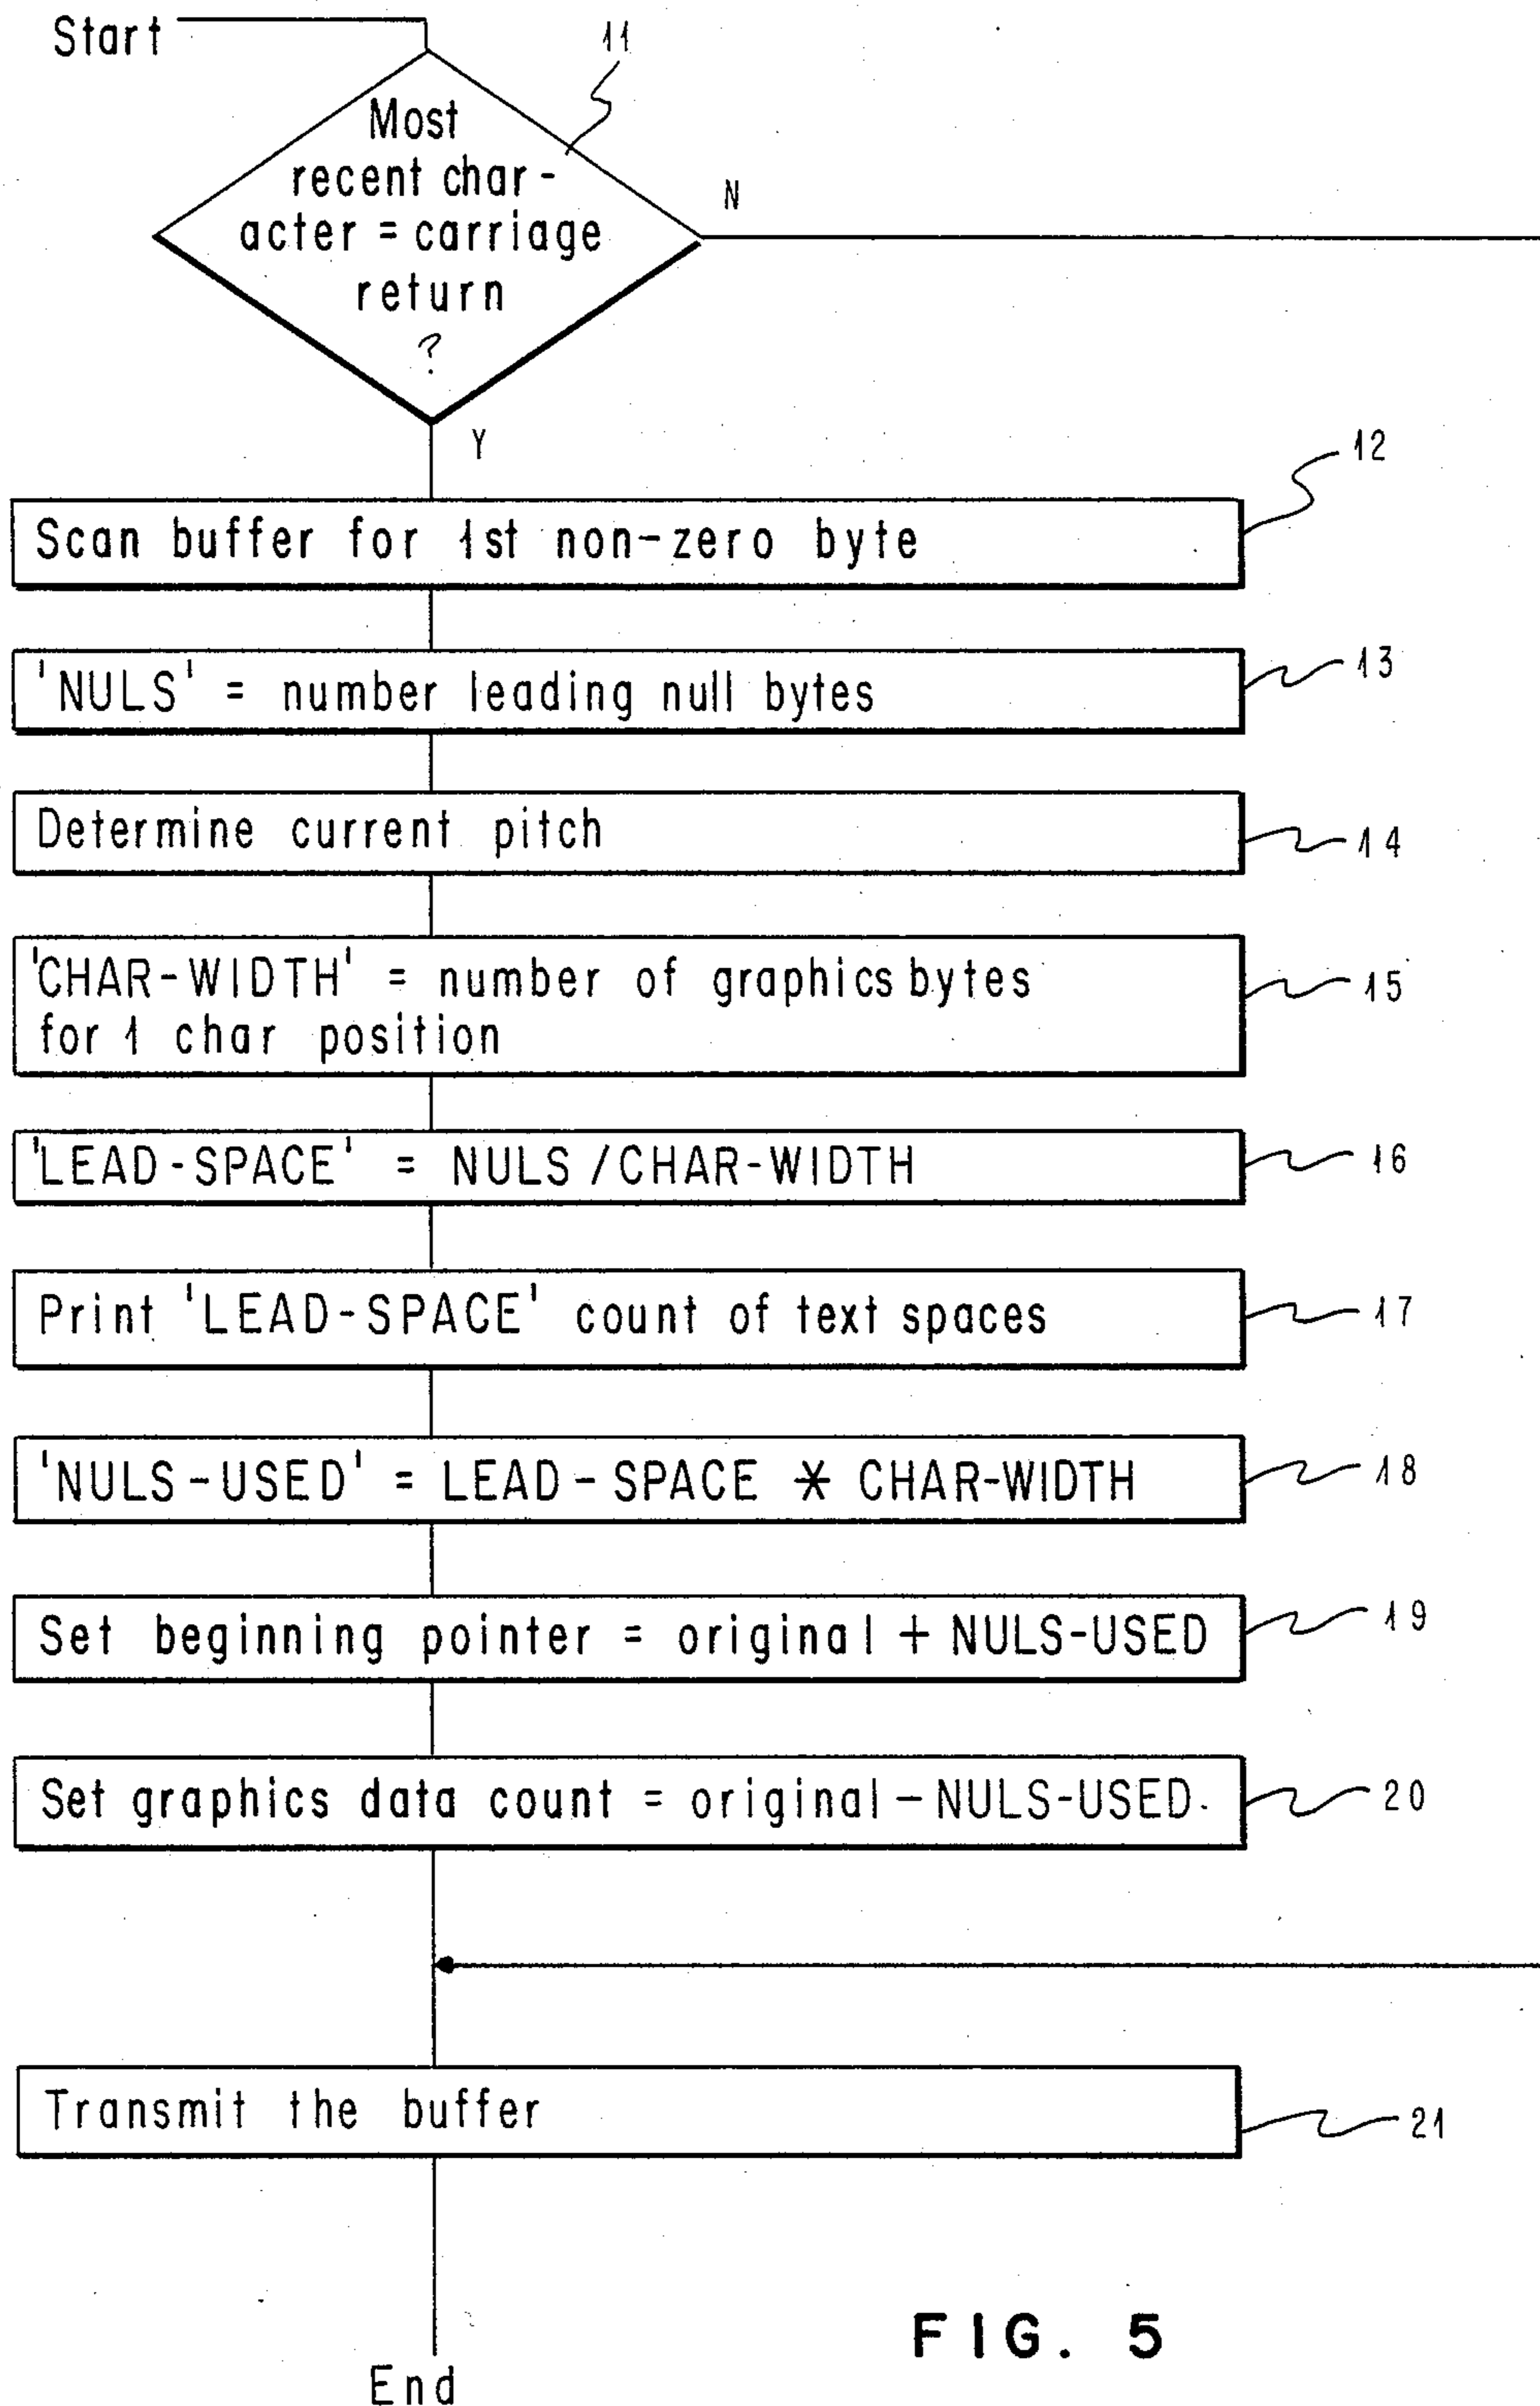 Start
11
Most
recent char-
acter = carriage
return
?
N
Y
12
Scan buffer for 1st non-zero byte
13
'NULS' = number leading null bytes
Determine current pitch
14
'CHAR-WIDTH' = number of graphics bytes
15
for 1 char position
'LEAD-SPACE' = NULS / CHAR-WIDTH
16
Print 'LEAD-SPACE' count of text spaces
17
'NULS-USED' = LEAD-SPACE * CHAR-WIDTH
18
Set beginning pointer = original + NULS-USED
19
Set graphics data count = original - NULS-USED.
20
Transmit the buffer
21
FIG. 5
End